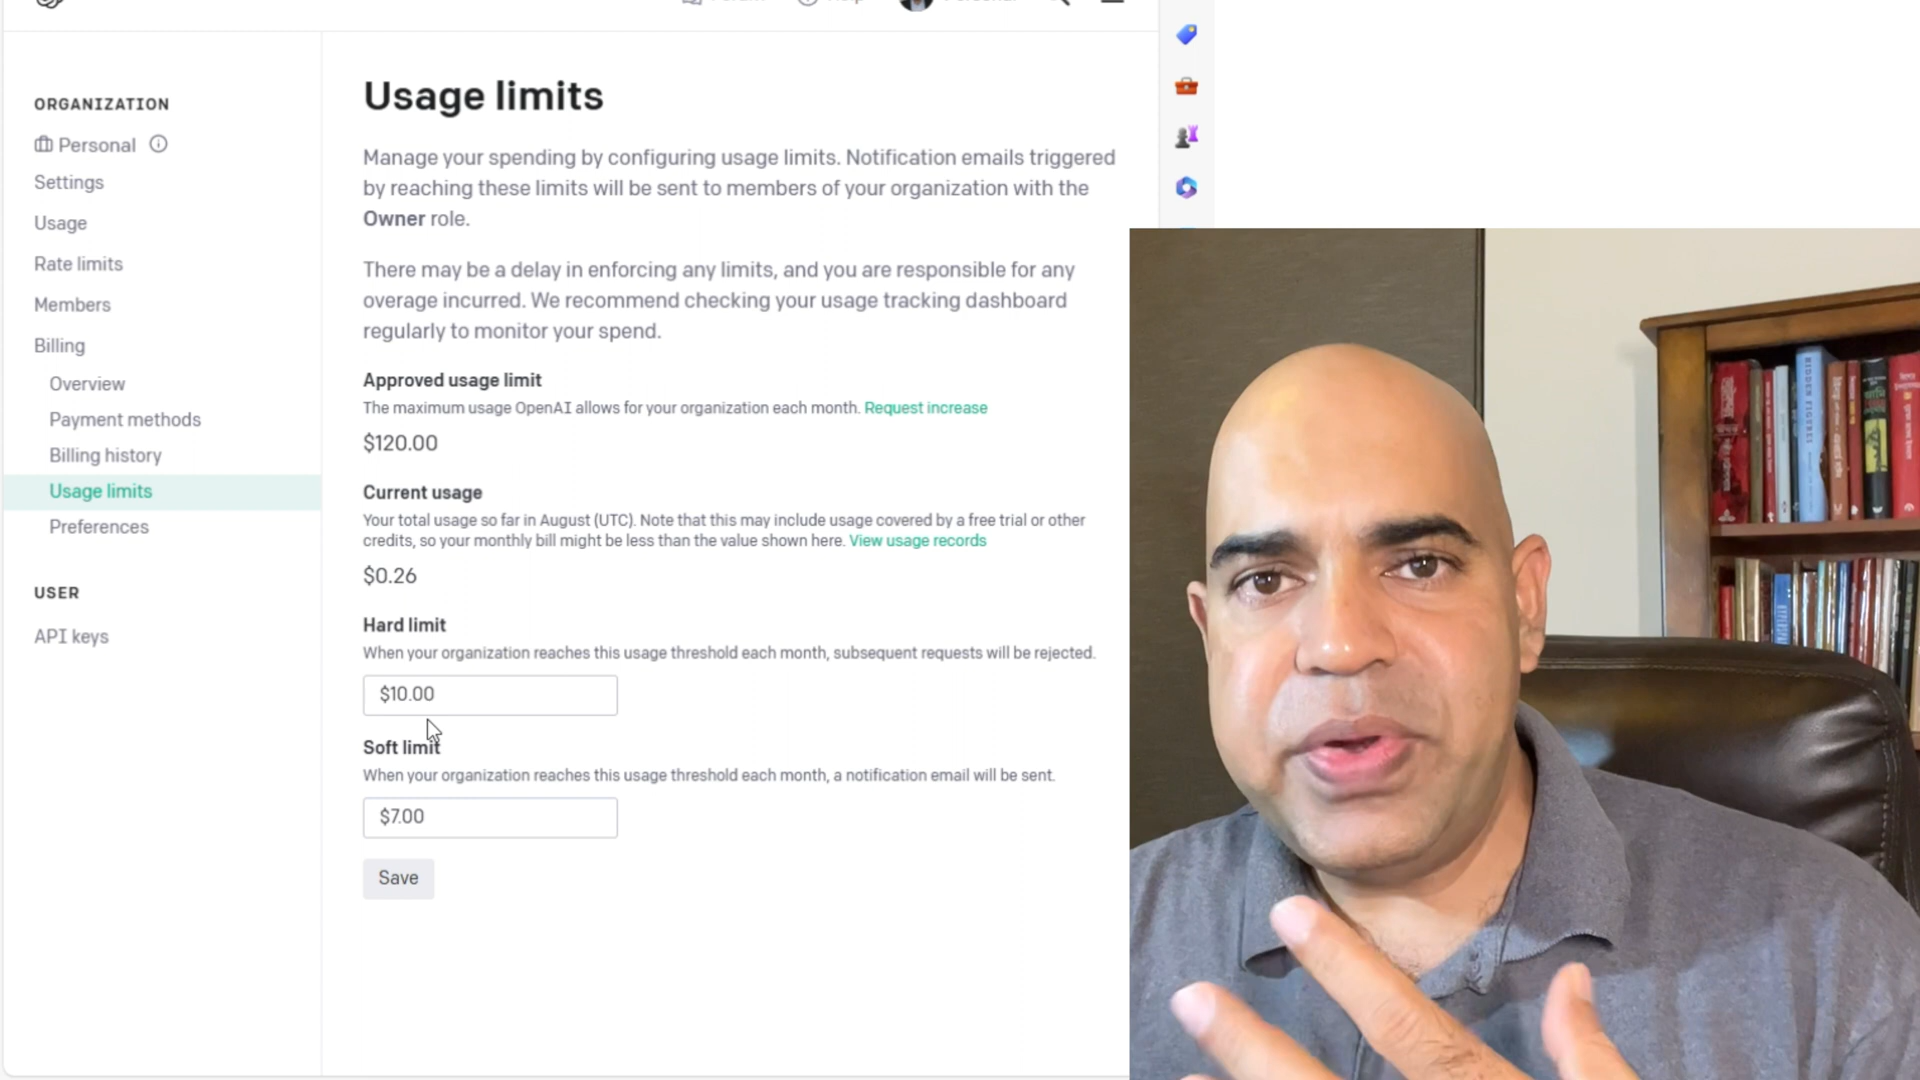 ORGANIZATION
Personal
Settings
Usage
Rate limits
Members
Billing
Overview
Payment methods
Billing history
Usage limits
Preferences
USER
API keys
Usage limits
Manage your spending by configuring usage limits. Notification emails triggered
by reaching these limits will be sent to members of your organization with the
Owner role.
There may be a delay in enforcing any limits, and you are responsible for any
overage incurred. We recommend checking your usage tracking dashboard
regularly to monitor your spend.
Approved usage limit
The maximum usage OpenAI allows for your organization each month. Request increase
$120.00
Current usage
Your total usage so far in August (UTC). Note that this may include usage covered by a free trial or other
credits, so your monthly bill might be less than the value shown here. View usage records
$0.26
Hard limit
When your organization reaches this usage threshold each month, subsequent requests will be rejected.
$10.00
Soft limit
When your organization reaches this usage threshold each month, a notification email will be sent.
$7.00
Save
HIDDEN FIGURES